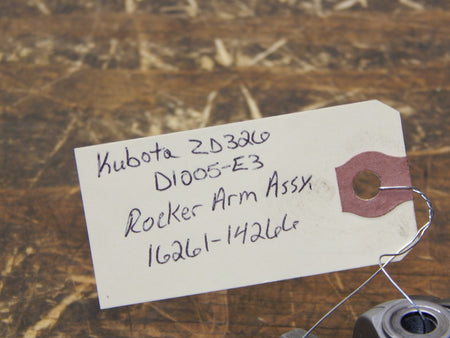 Kubota ZD326
D1005-E3
Rocker Arm Assy.
16261-14266